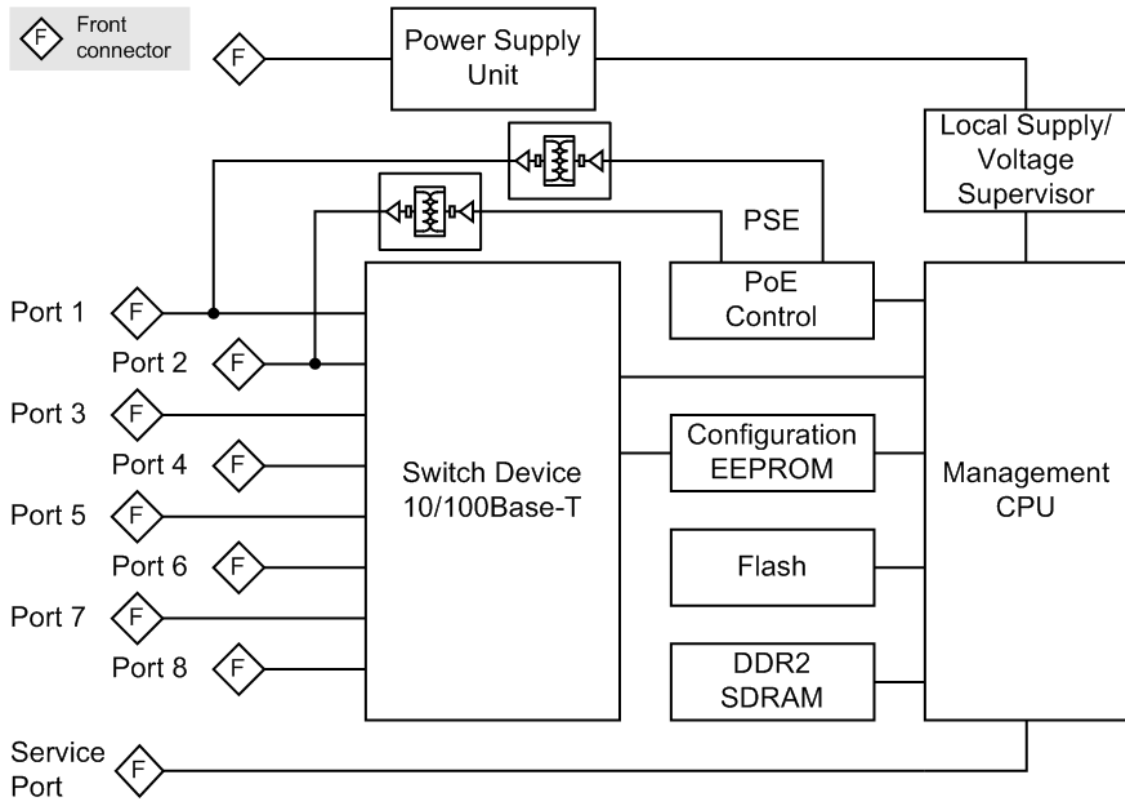 F
Front
connector
F
Power Supply
Unit
Local Supply/
Voltage
Supervisor
PSE
PoE
Control
Port 1
F
Port 2
F
Port 3
F
Port 4
F
Port 5
F
Port 6
F
Port 7
F
Port 8
F
Switch Device
10/100Base-T
Configuration
EEPROM
Flash
DDR2
SDRAM
Management
CPU
Service
Port
F